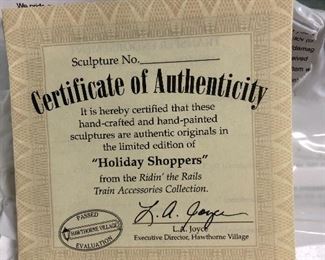 We pride
Sculpture No.
Certificate of Authenticity
It is hereby certified that these
hand-crafted and hand-painted
sculptures are authentic originals in
the limited edition of
"Holiday Shoppers"
from the Ridin' the Rails
Train Accessories Collection.
PASSED
HAWTHORNE VILLAGE
EVALUATION
L. A. Joyce
L.A. Joyce
Executive Director, Hawthorne Village